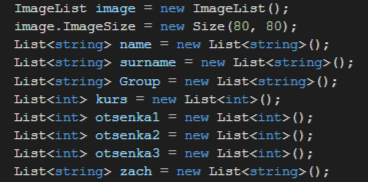 ImageList image = new ImageList();
image.ImageSize = new Size(80, 80);
List<string> name = new List<string>();
List<string> surname = new List<string>();
List<string> Group = new List<string>();
List<int> kurs = new List<int>();
List<int> otsenka1 = new List<int>();
List<int> otsenka2 = new List<int>();
List<int> otsenka3 = new List<int>();
List<string> zach = new List<string>();